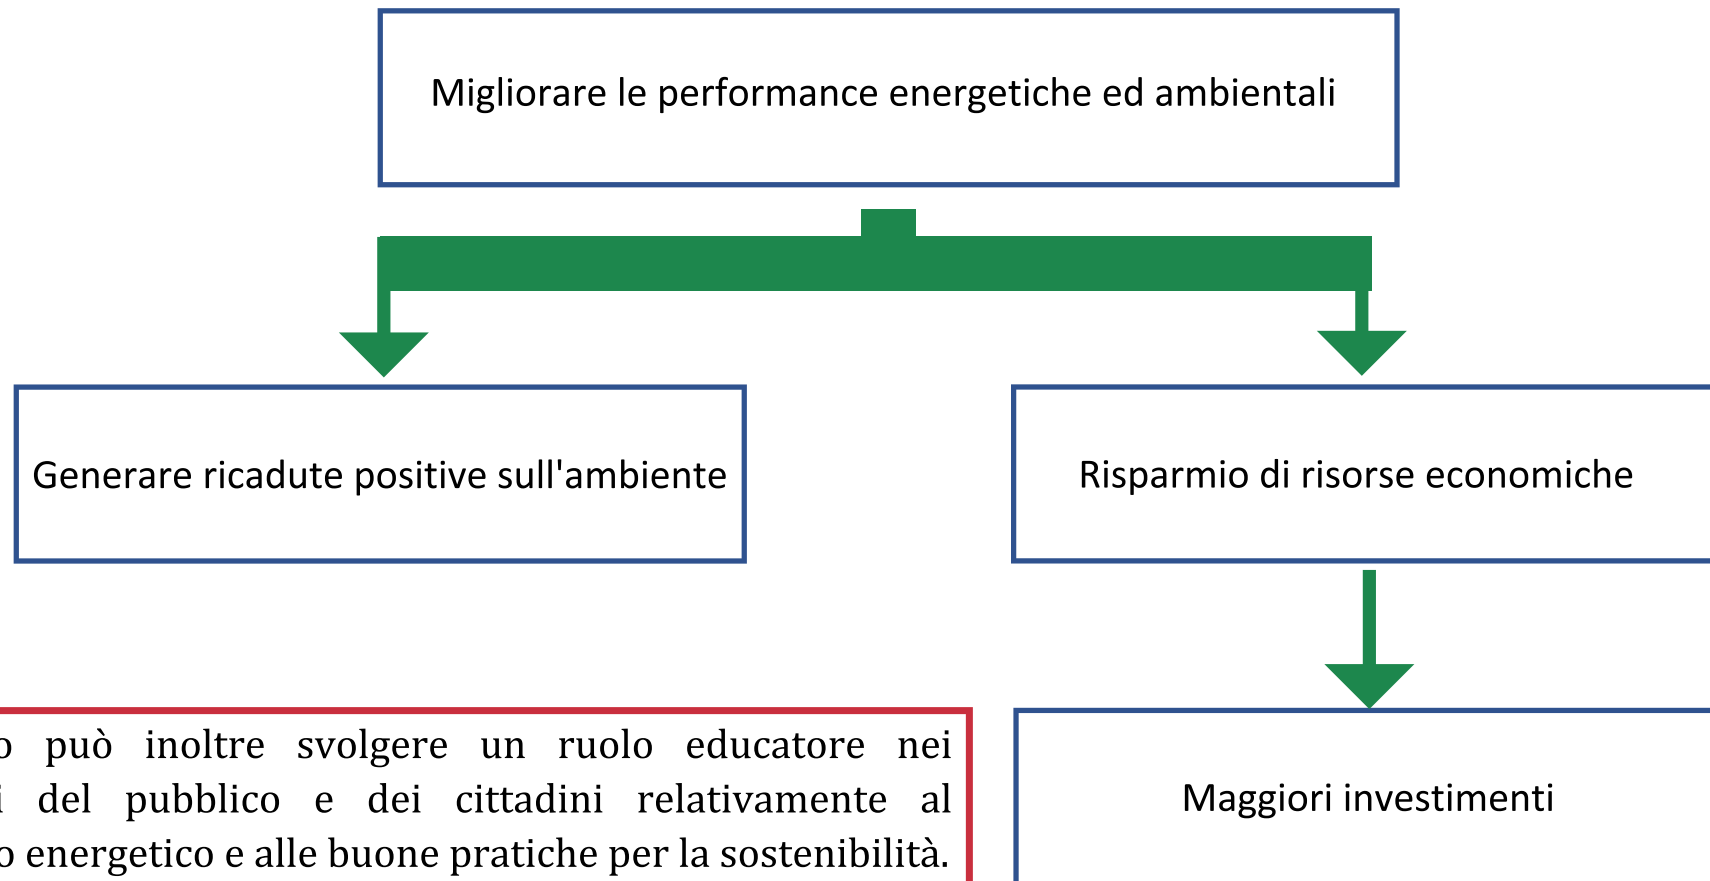 Migliorare le performance energetiche ed ambientali
Generare ricadute positive sull'ambiente
Risparmio di risorse economiche
può inoltre svolgere un ruolo educatore nei
del pubblico e dei cittadini relativamente al
energetico e alle buone pratiche per la sostenibilità.
Maggiori investimenti